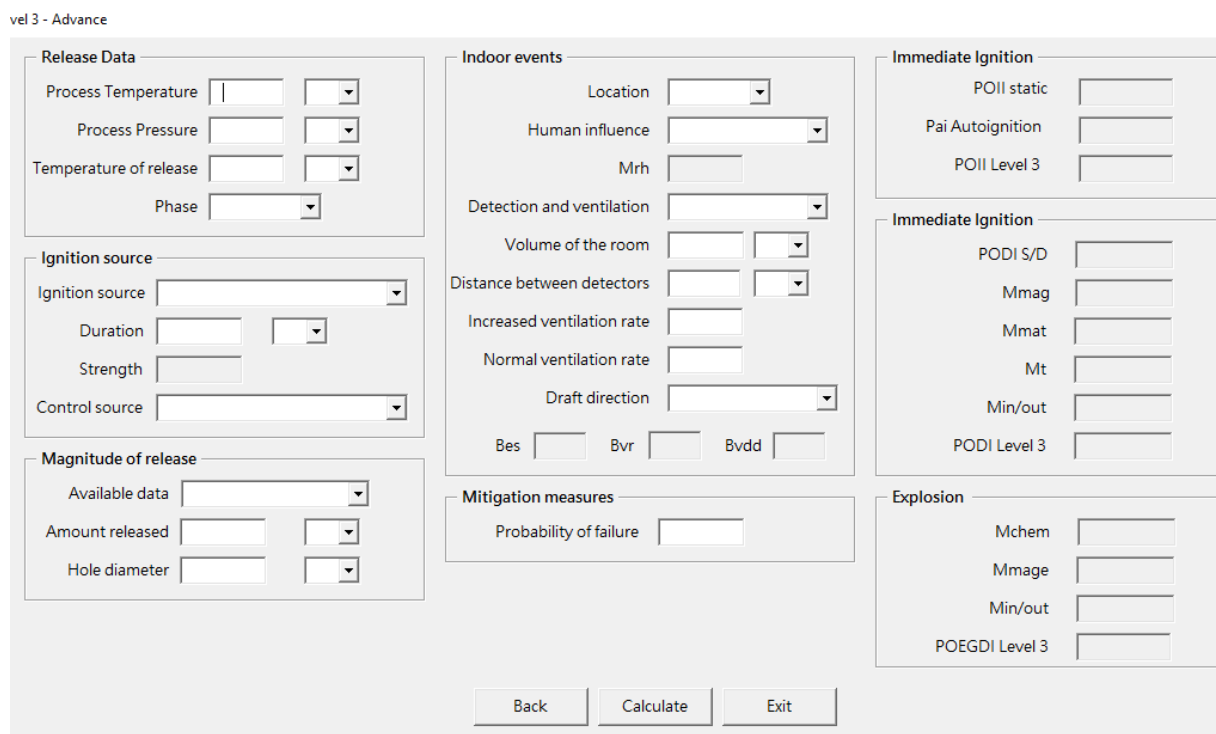 vel 3 - Advance
Release Data
Process Temperature
Process Pressure
Temperature of release
Phase
Ignition source
Ignition source
Duration
Strength
Control source
Magnitude of release
Available data
Amount released
Hole diameter
Indoor events
Location
Human influence
Mrh
Detection and ventilation
Volume of the room
Distance between detectors
Increased ventilation rate
Normal ventilation rate
Draft direction
Bes Bvr Bvdd
Mitigation measures
Probability of failure
Immediate Ignition
POII static
Pai Autoignition
POII Level 3
Immediate Ignition
PODI S/D
Mmag
Mmat
Mt
Min/out
PODI Level 3
Explosion
Mchem
Mmage
Min/out
POEGDI Level 3
Back Calculate Exit